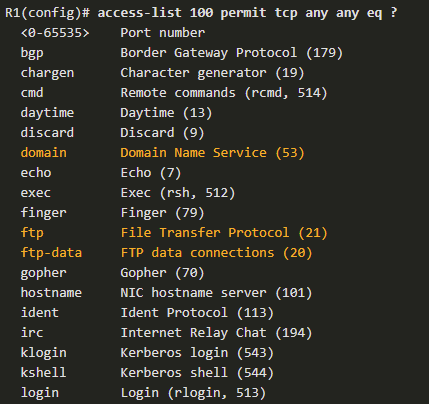 R1(config)# access-list 100 permit tcp any any eq ?
<0-65535> Port number
bgp Border Gateway Protocol (179)
chargen Character generator (19)
cmd Remote commands (rcmd, 514)
daytime Daytime (13)
discard Discard (9)
domain Domain Name Service (53)
echo Echo (7)
exec Exec (rsh, 512)
finger Finger (79)
ftp File Transfer Protocol (21)
ftp-data FTP data connections (20)
gopher Gopher (70)
hostname NIC hostname server (101)
ident Ident Protocol (113)
irc Internet Relay Chat (194)
klogin Kerberos login (543)
kshell Kerberos shell (544)
login Login (rlogin, 513)